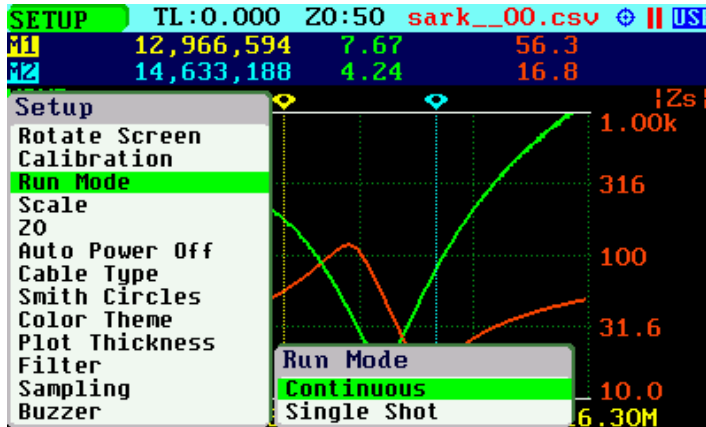 SETUP TL:0.000 Z0:50 sark__00.csv USB
M1 12,966,594 7.67 56.3
M2 14,633,188 4.24 16.8
|Zs|
Setup
Rotate Screen
Calibration
Run Mode
Scale
ZO
Auto Power Off
Cable Type
Smith Circles
Color Theme
Plot Thickness
Filter
Sampling
Buzzer
1.00k
316
100
31.6
10.0
Run Mode
Continuous
Single Shot
6.30M